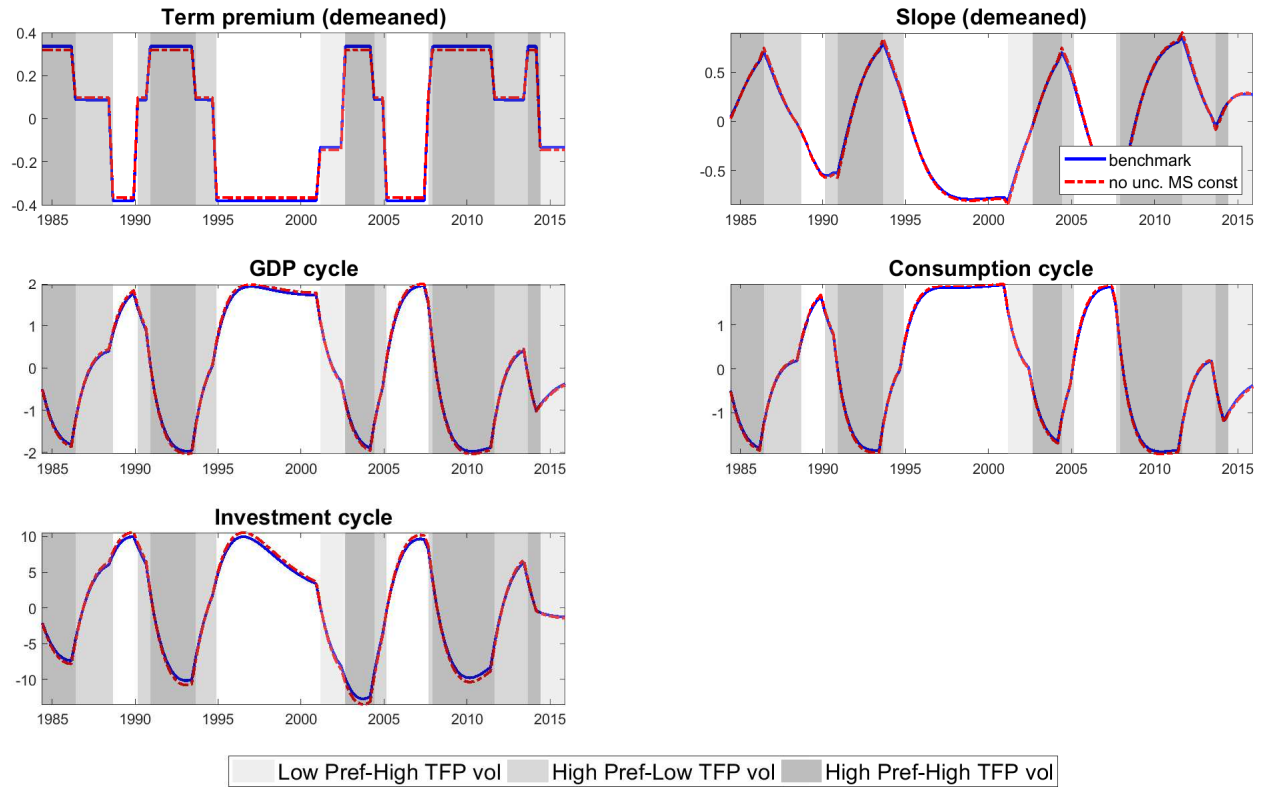 Term premium (demeaned)
0.4
0.2
0
-0.2
-0.4
1985 1990 1995 2000 2005 2010 2015
Slope (demeaned)
0.5
0
-0.5
benchmark
no unc. MS const
1985 1990 1995 2000 2005 2010 2015
GDP cycle
2
1
0
-1
-2
1985 1990 1995 2000 2005 2010 2015
Consumption cycle
1
0
-1
1985 1990 1995 2000 2005 2010 2015
Investment cycle
10
5
0
-5
-10
1985 1990 1995 2000 2005 2010 2015
Low Pref-High TFP vol High Pref-Low TFP vol High Pref-High TFP vol